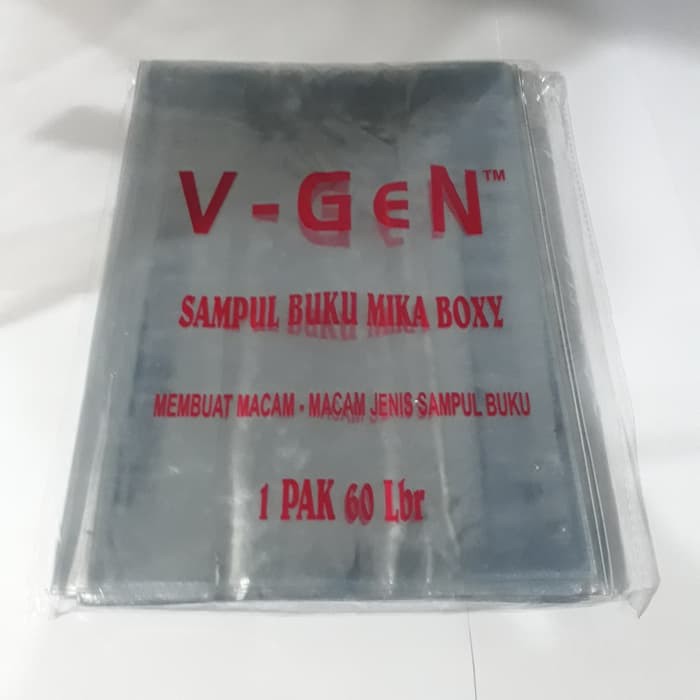 V-GeN™
SAMPUL BUKU MIKA BOXY
MEMBUAT MACAM - MACAM JENIS SAMPUL BUKU
1 PAK 60 Lbr